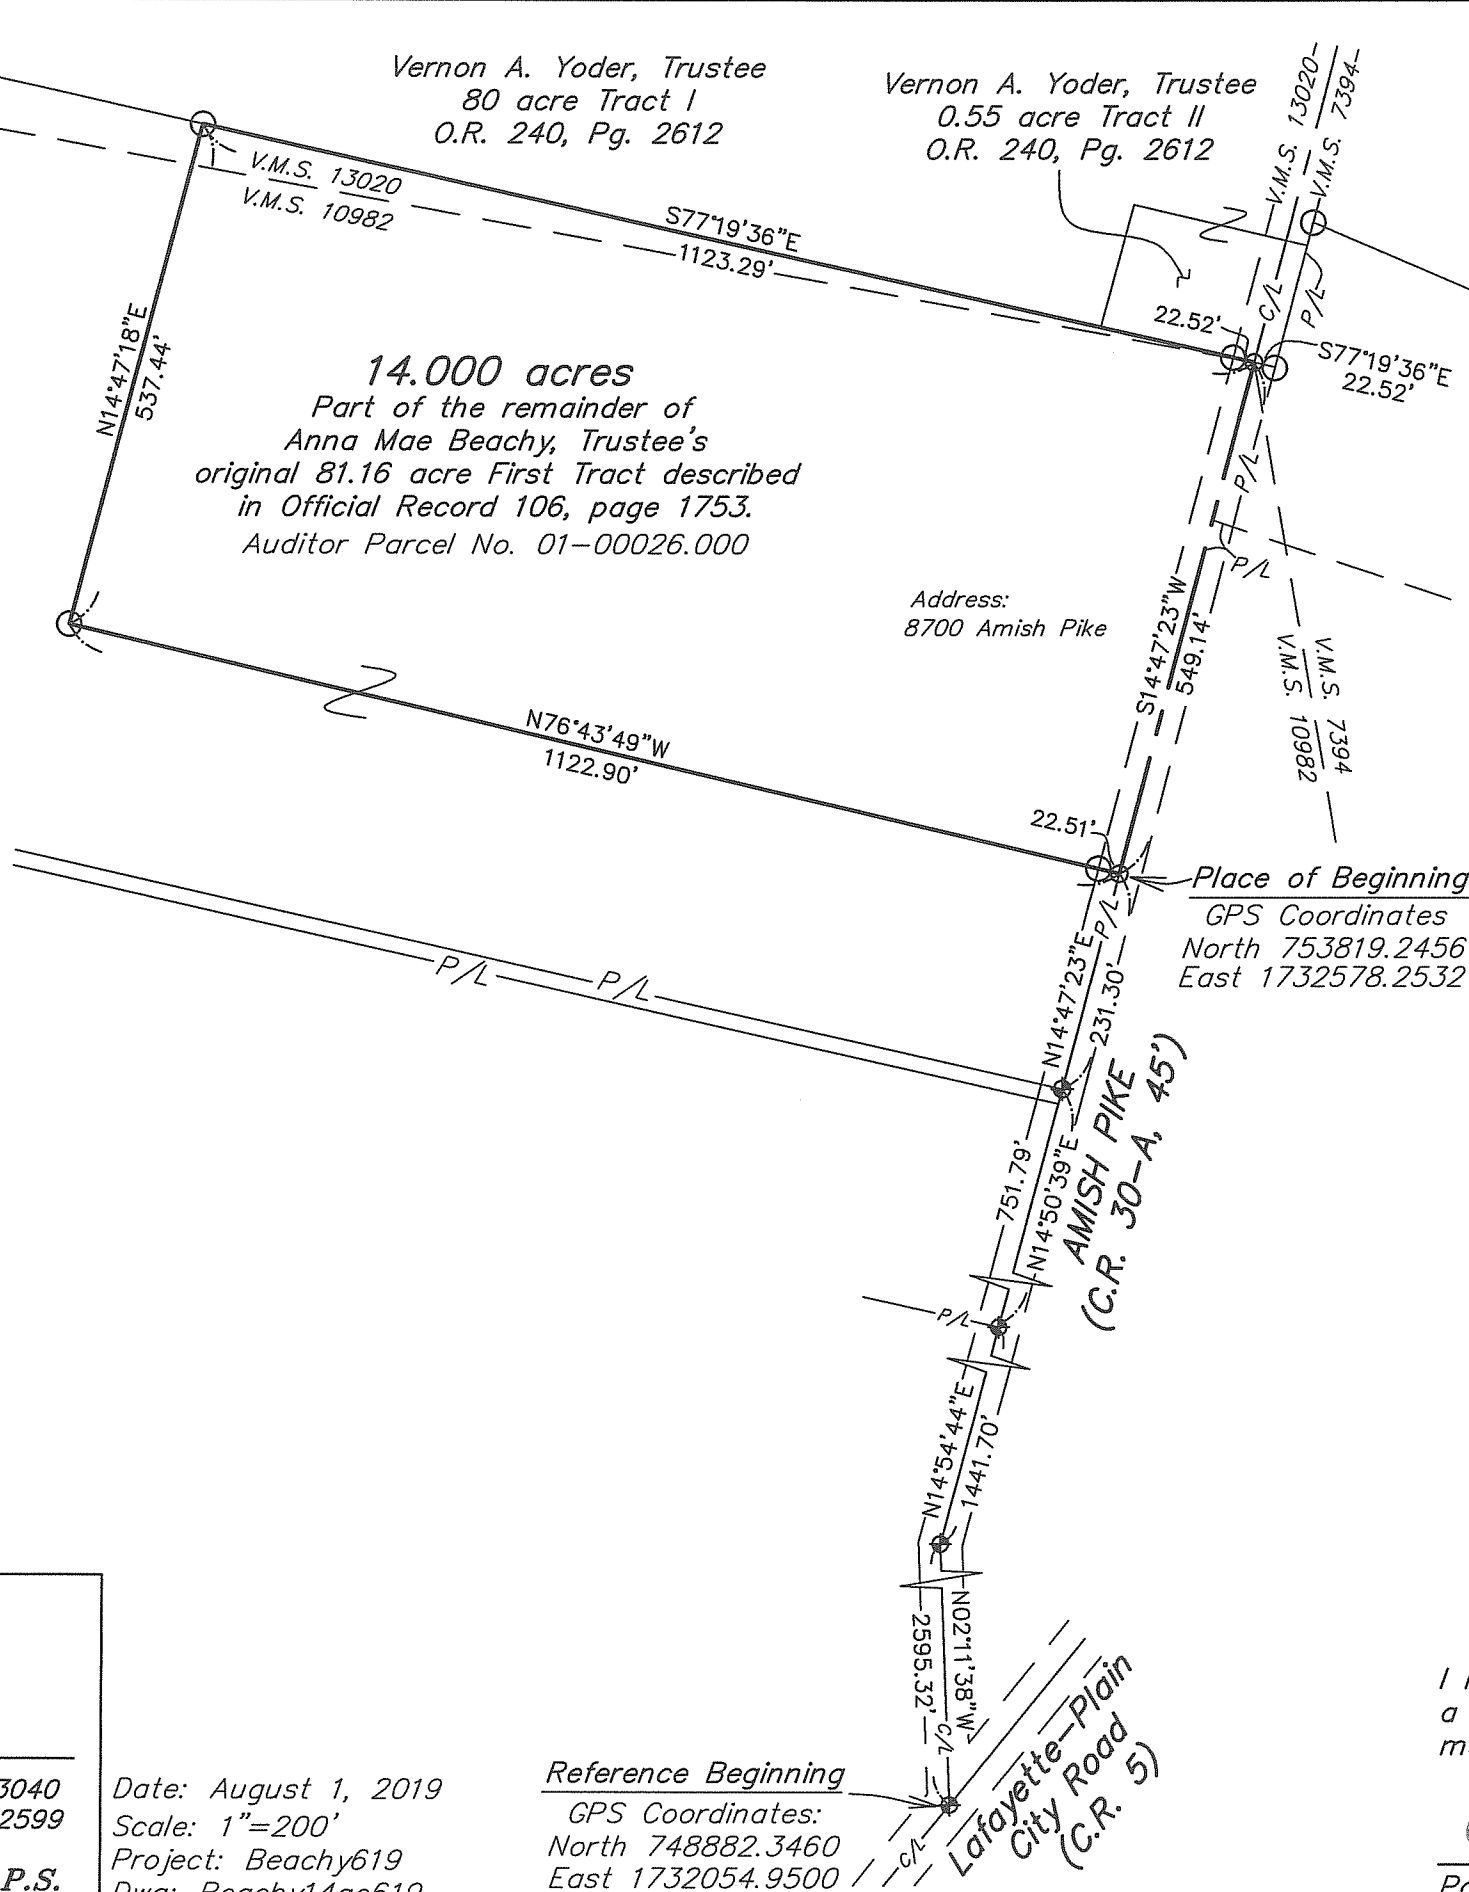 Vernon A. Yoder, Trustee
80 acre Tract I
O.R. 240, Pg. 2612
Vernon A. Yoder, Trustee
0.55 acre Tract II
O.R. 240, Pg. 2612
V.M.S. 13020
V.M.S. 7394
V.M.S. 13020
V.M.S. 10982
S77°19'36"E
1123.29'
C/L
P/L
22.52'
S77°19'36"E
22.52'
N14°47'18"E
537.44'
14.000 acres
Part of the remainder of
Anna Mae Beachy, Trustee's
original 81.16 acre First Tract described
in Official Record 106, page 1753.
Auditor Parcel No. 01-00026.000
P/L
P/L
Address:
8700 Amish Pike
S14°47'23"W
549.14'
V.M.S. 7394
V.M.S. 10982
N76°43'49"W
1122.90'
22.51'
Place of Beginning
GPS Coordinates
North 753819.2456
East 1732578.2532
P/L
P/L
P/L
N14°47'23"E
231.30'
AMISH PIKE
(C.R. 30-A, 45')
751.79'
N14°50'39"E
P/L
N14°54'44"E
1441.70'
N02°11'38"W
2595.32'
C/L
Lafayette-Plain
City Road
(C.R. 5)
C/L
Reference Beginning
GPS Coordinates:
North 748882.3460
East 1732054.9500
3040
2599
P.S.
Date: August 1, 2019
Scale: 1"=200'
Project: Beachy619
Dwg: Beachy14ac619
I
a
m